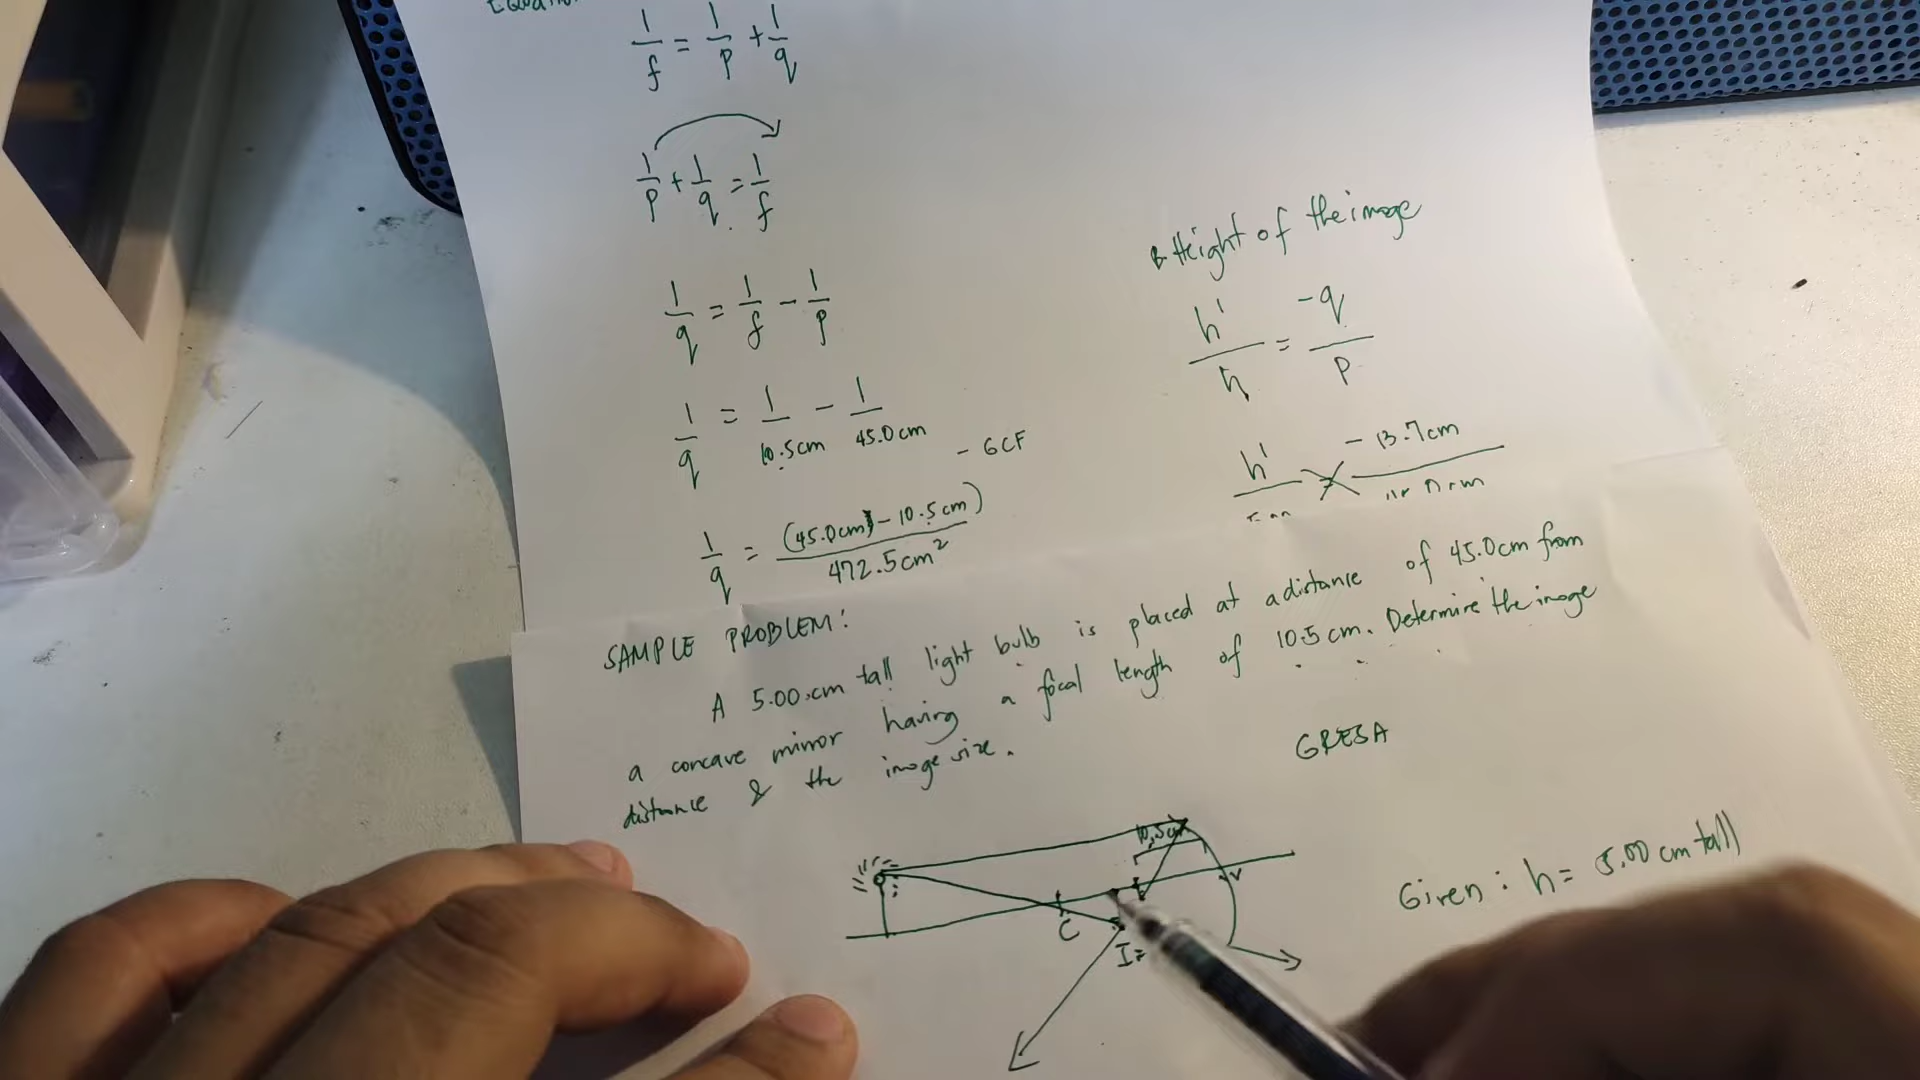 1/f = 1/p + 1/q
1/p + 1/q = 1/f
1/q = 1/f - 1/p
1/q = 1/10.5cm - 1/45.0cm
- GCF
1/q = (45.0cm) - 10.5cm) / 472.5cm²
Height of the image
h'/h = -q/p
h' = -13.7cm
SAMPLE PROBLEM:
A 5.00cm tall light bulb is placed at a distance of 45.0cm from
a concave mirror having a focal length of 10.5cm. Determine the image
distance & the image size.
GRESA
10.5cm
C
V
I
Given: h= 5.00 cm tall